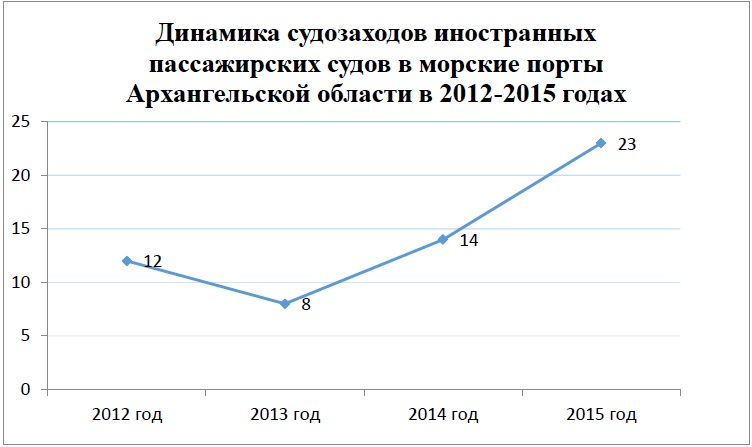 Динамика судозаходов иностранных
пассажирских судов в морские порты
Архангельской области в 2012-2015 годах
25
20
15
10
5
0
12
8
14
23
2012 год
2013 год
2014 год
2015 год